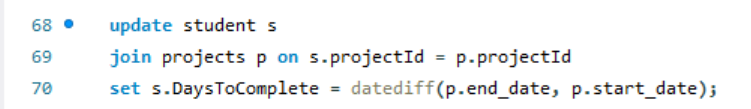 68 update student s
69 join projects p on s.projectId = p.projectId
70 set s.DaysToComplete = datediff(p.end_date, p.start_date);